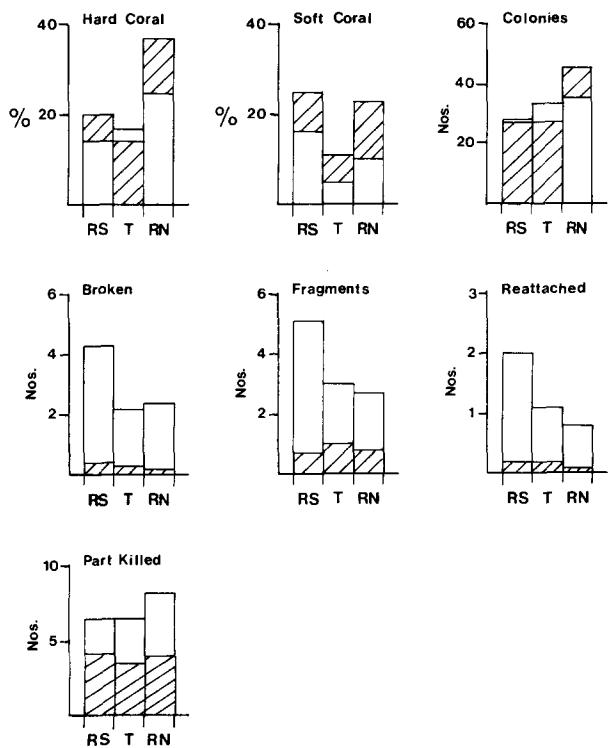 Hard Coral
40
20
%
RS T RN
Soft Coral
40
20
%
RS T RN
Colonies
60
40
20
Nos.
RS T RN
Broken
6
4
2
Nos.
RS T RN
Fragments
6
4
2
Nos.
RS T RN
Reattached
3
2
1
Nos.
RS T RN
Part Killed
10
5
Nos.
RS T RN